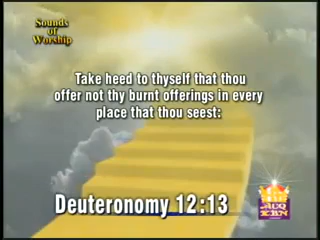 Sounds
of
Worship
Take heed to thyself that thou
offer not thy burnt offerings in every
place that thou seest:
Deuteronomy 12:13
KBN